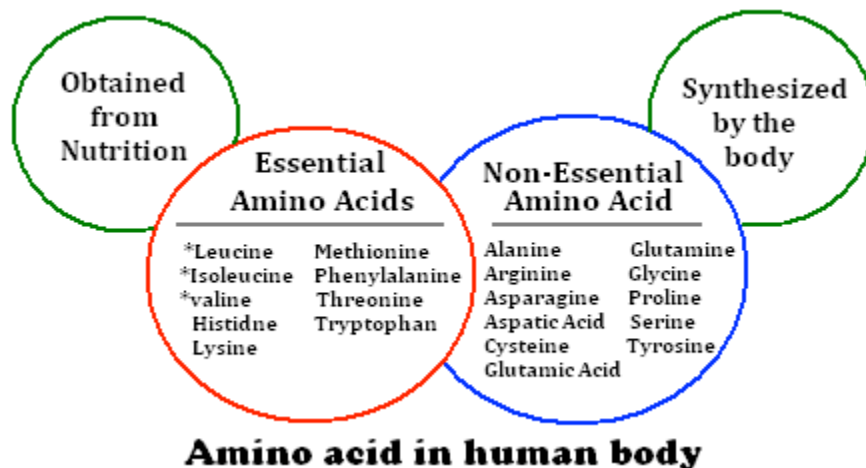 Obtained
from
Nutrition
Synthesized
by the
body
Essential
Amino Acids
*Leucine
*Isoleucine
*valine
Histidne
Lysine
Methionine
Phenylalanine
Threonine
Tryptophan
Non-Essential
Amino Acid
Alanine
Arginine
Asparagine
Aspatic Acid
Cysteine
Glutamic Acid
Glutamine
Glycine
Proline
Serine
Tyrosine
Amino acid in human body